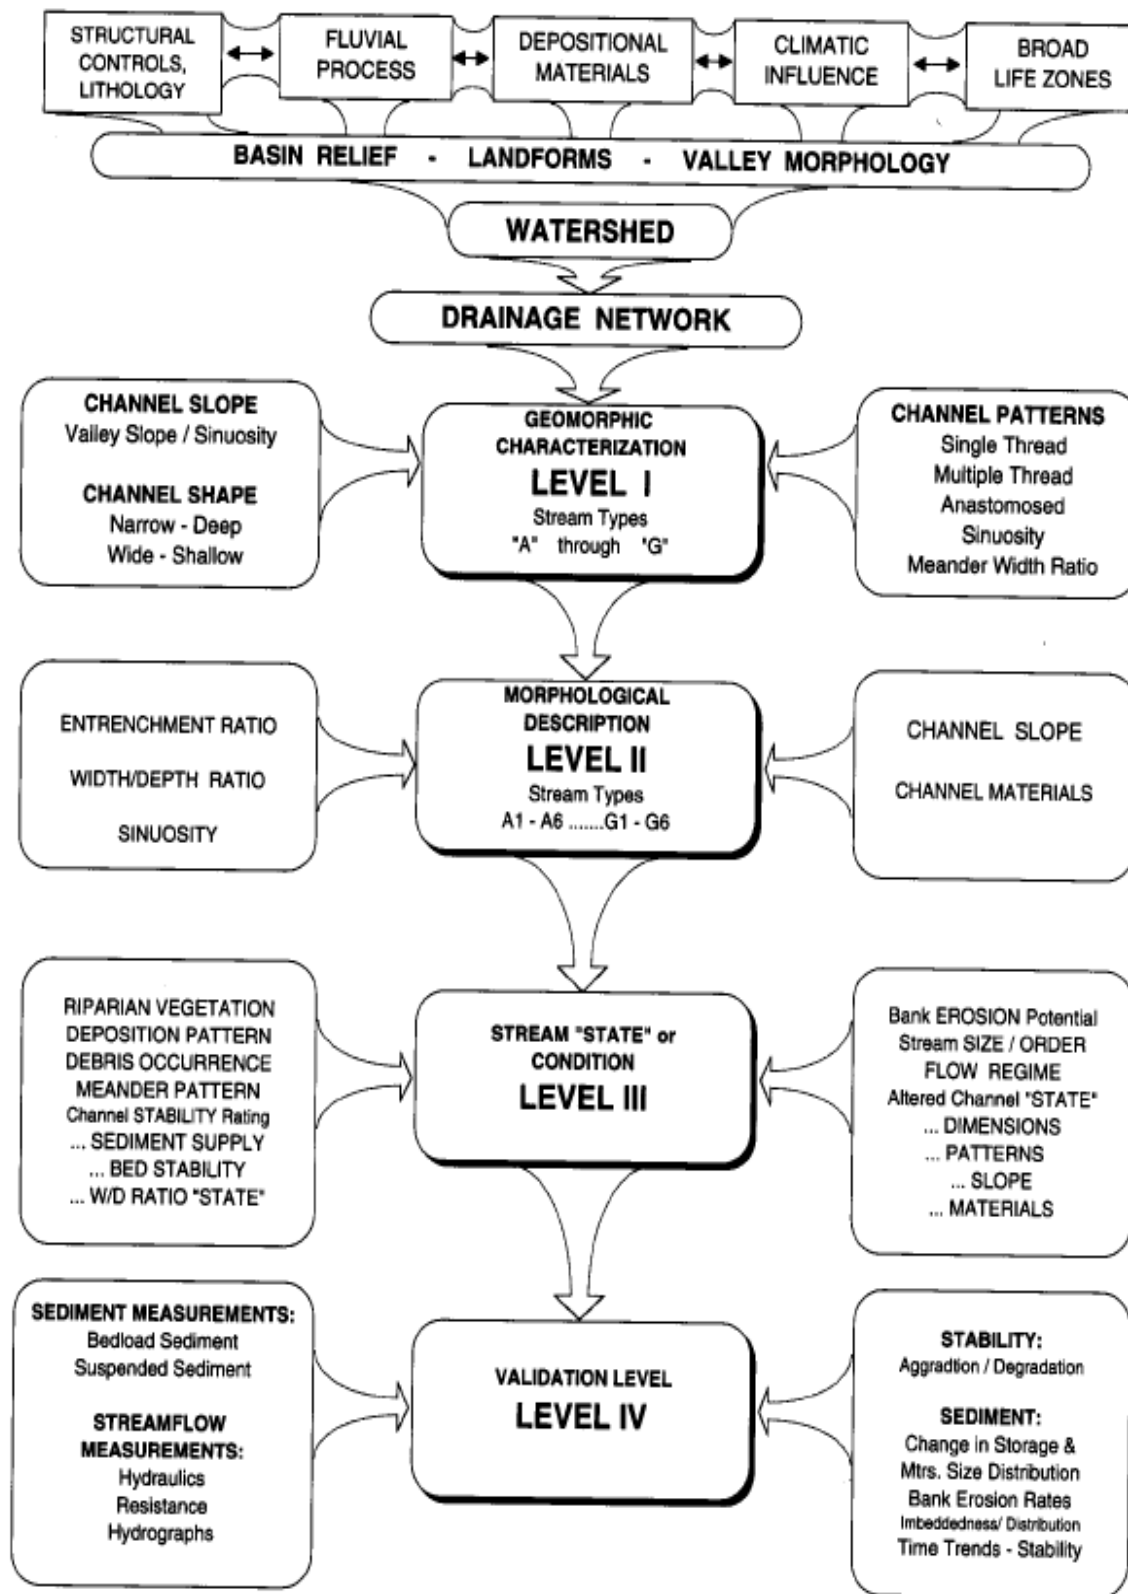 STRUCTURAL
CONTROLS,
LITHOLOGY
FLUVIAL
PROCESS
DEPOSITIONAL
MATERIALS
CLIMATIC
INFLUENCE
BROAD
LIFE ZONES
BASIN RELIEF - LANDFORMS - VALLEY MORPHOLOGY
WATERSHED
DRAINAGE NETWORK
CHANNEL SLOPE
Valley Slope / Sinuosity
CHANNEL SHAPE
Narrow - Deep
Wide - Shallow
GEOMORPHIC
CHARACTERIZATION
LEVEL I
Stream Types
"A" through "G"
CHANNEL PATTERNS
Single Thread
Multiple Thread
Anastomosed
Sinuosity
Meander Width Ratio
ENTRENCHMENT RATIO
WIDTH/DEPTH RATIO
SINUOSITY
MORPHOLOGICAL
DESCRIPTION
LEVEL II
Stream Types
A1 - A6 .......G1 - G6
CHANNEL SLOPE
CHANNEL MATERIALS
RIPARIAN VEGETATION
DEPOSITION PATTERN
DEBRIS OCCURRENCE
MEANDER PATTERN
Channel STABILITY Rating
... SEDIMENT SUPPLY
... BED STABILITY
... W/D RATIO "STATE"
STREAM "STATE" or
CONDITION
LEVEL III
Bank EROSION Potential
Stream SIZE / ORDER
FLOW REGIME
Altered Channel "STATE"
... DIMENSIONS
... PATTERNS
... SLOPE
... MATERIALS
SEDIMENT MEASUREMENTS:
Bedload Sediment
Suspended Sediment
STREAMFLOW
MEASUREMENTS:
Hydraulics
Resistance
Hydrographs
VALIDATION LEVEL
LEVEL IV
STABILITY:
Aggradtion / Degradation
SEDIMENT:
Change in Storage &
Mtrs. Size Distribution
Bank Erosion Rates
Imbeddedness/ Distribution
Time Trends - Stability